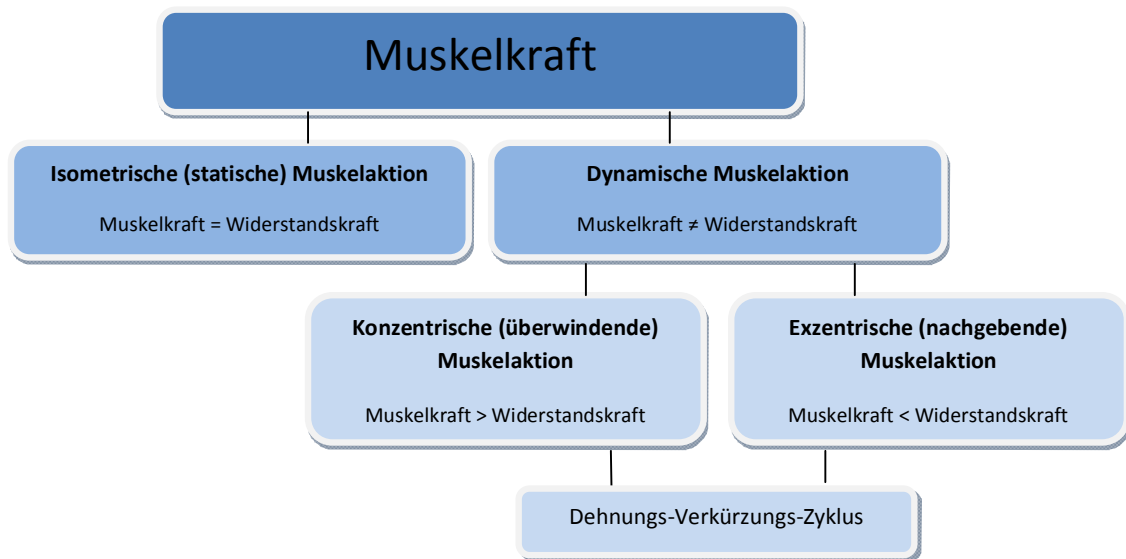 Muskelkraft
Isometrische (statische) Muskelaktion
Muskelkraft = Widerstandskraft
Dynamische Muskelaktion
Muskelkraft ≠ Widerstandskraft
Konzentrische (überwindende)
Muskelaktion
Muskelkraft > Widerstandskraft
Exzentrische (nachgebende)
Muskelaktion
Muskelkraft < Widerstandskraft
Dehnungs-Verkürzungs-Zyklus